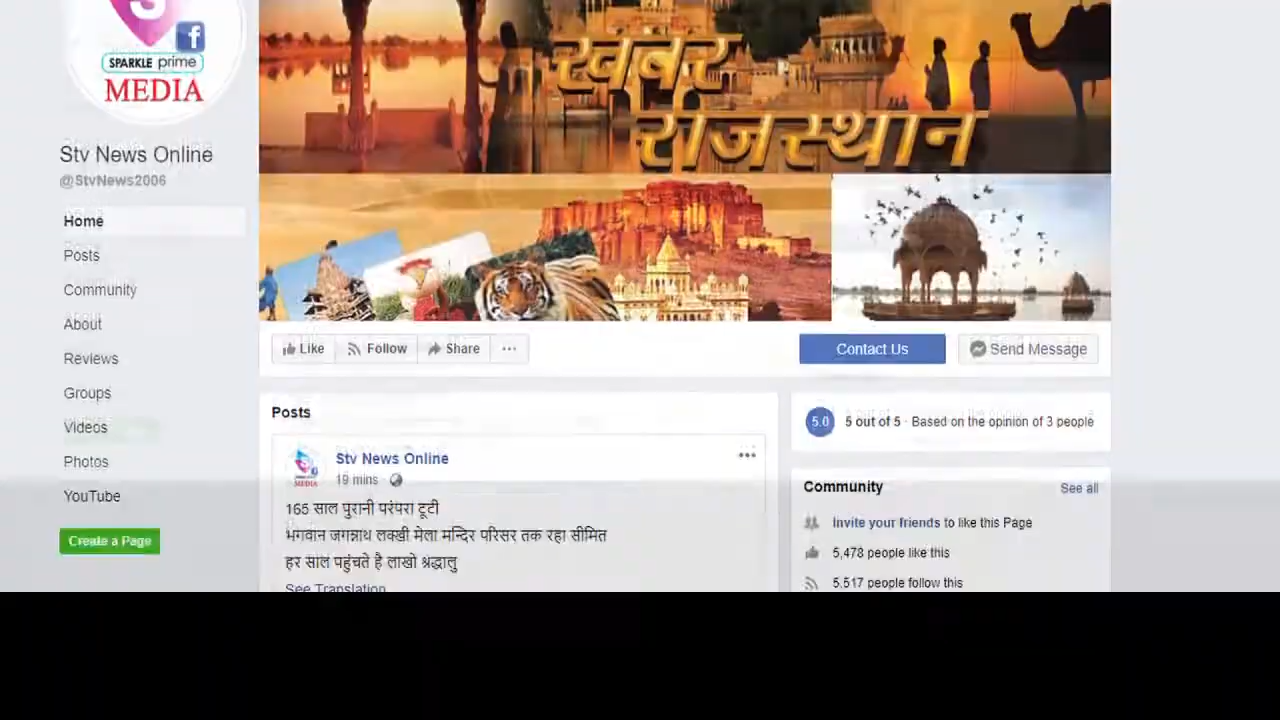 SPARKLE prime
MEDIA
Stv News Online
@StvNews2006
Home
Posts
Community
About
Reviews
Groups
Videos
Photos
YouTube
Create a Page
खबर
राजस्थान
Like
Follow
Share
Contact Us
Send Message
Posts
Stv News Online
19 mins ·
165 साल पुरानी परंपरा टूटी
भगवान जगन्नाथ लक्खी मेला मन्दिर परिसर तक रहा सीमित
हर साल पहुंचते है लाखो श्रद्धालु
See Translation
5.0
5 out of 5 · Based on the opinion of 3 people
Community
See all
Invite your friends to like this Page
5,478 people like this
5,517 people follow this